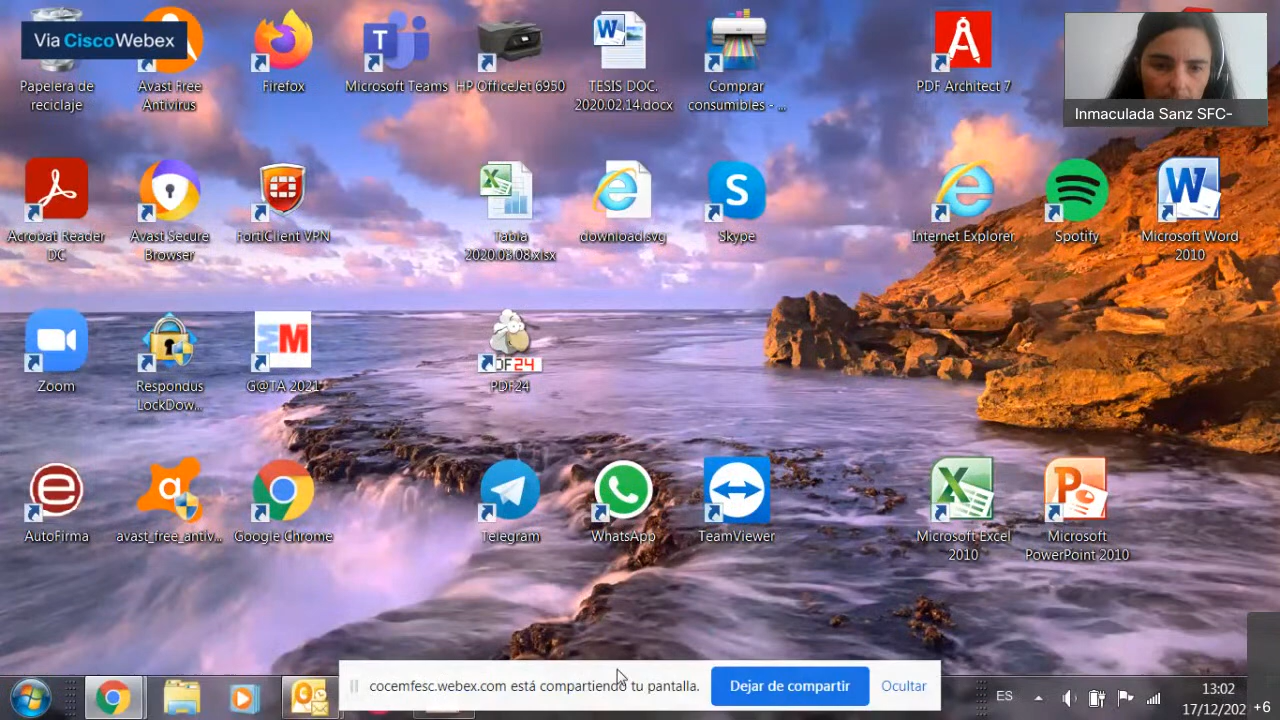 Via CiscoWebex
Inmaculada Sanz SFC-
Papelera de
reciclaje
Avast Free
Antivirus
Firefox
Microsoft Teams
HP OfficeJet 6950
TESIS DOC.
2020.02.14.docx
Comprar
consumibles - ...
PDF Architect 7
Acrobat Reader
DC
Avast Secure
Browser
FortiClient VPN
Tabla
2020.08.08.xlsx
download.svg
Skype
Internet Explorer
Spotify
Microsoft Word
2010
Zoom
Respondus
LockDow...
G@TA 2021
PDF24
AutoFirma
avast_free_antiv...
Google Chrome
Telegram
WhatsApp
TeamViewer
Microsoft Excel
2010
Microsoft
PowerPoint 2010
cocemfesc.webex.com está compartiendo tu pantalla.
Dejar de compartir
Ocultar
ES
13:02
17/12/202
+6